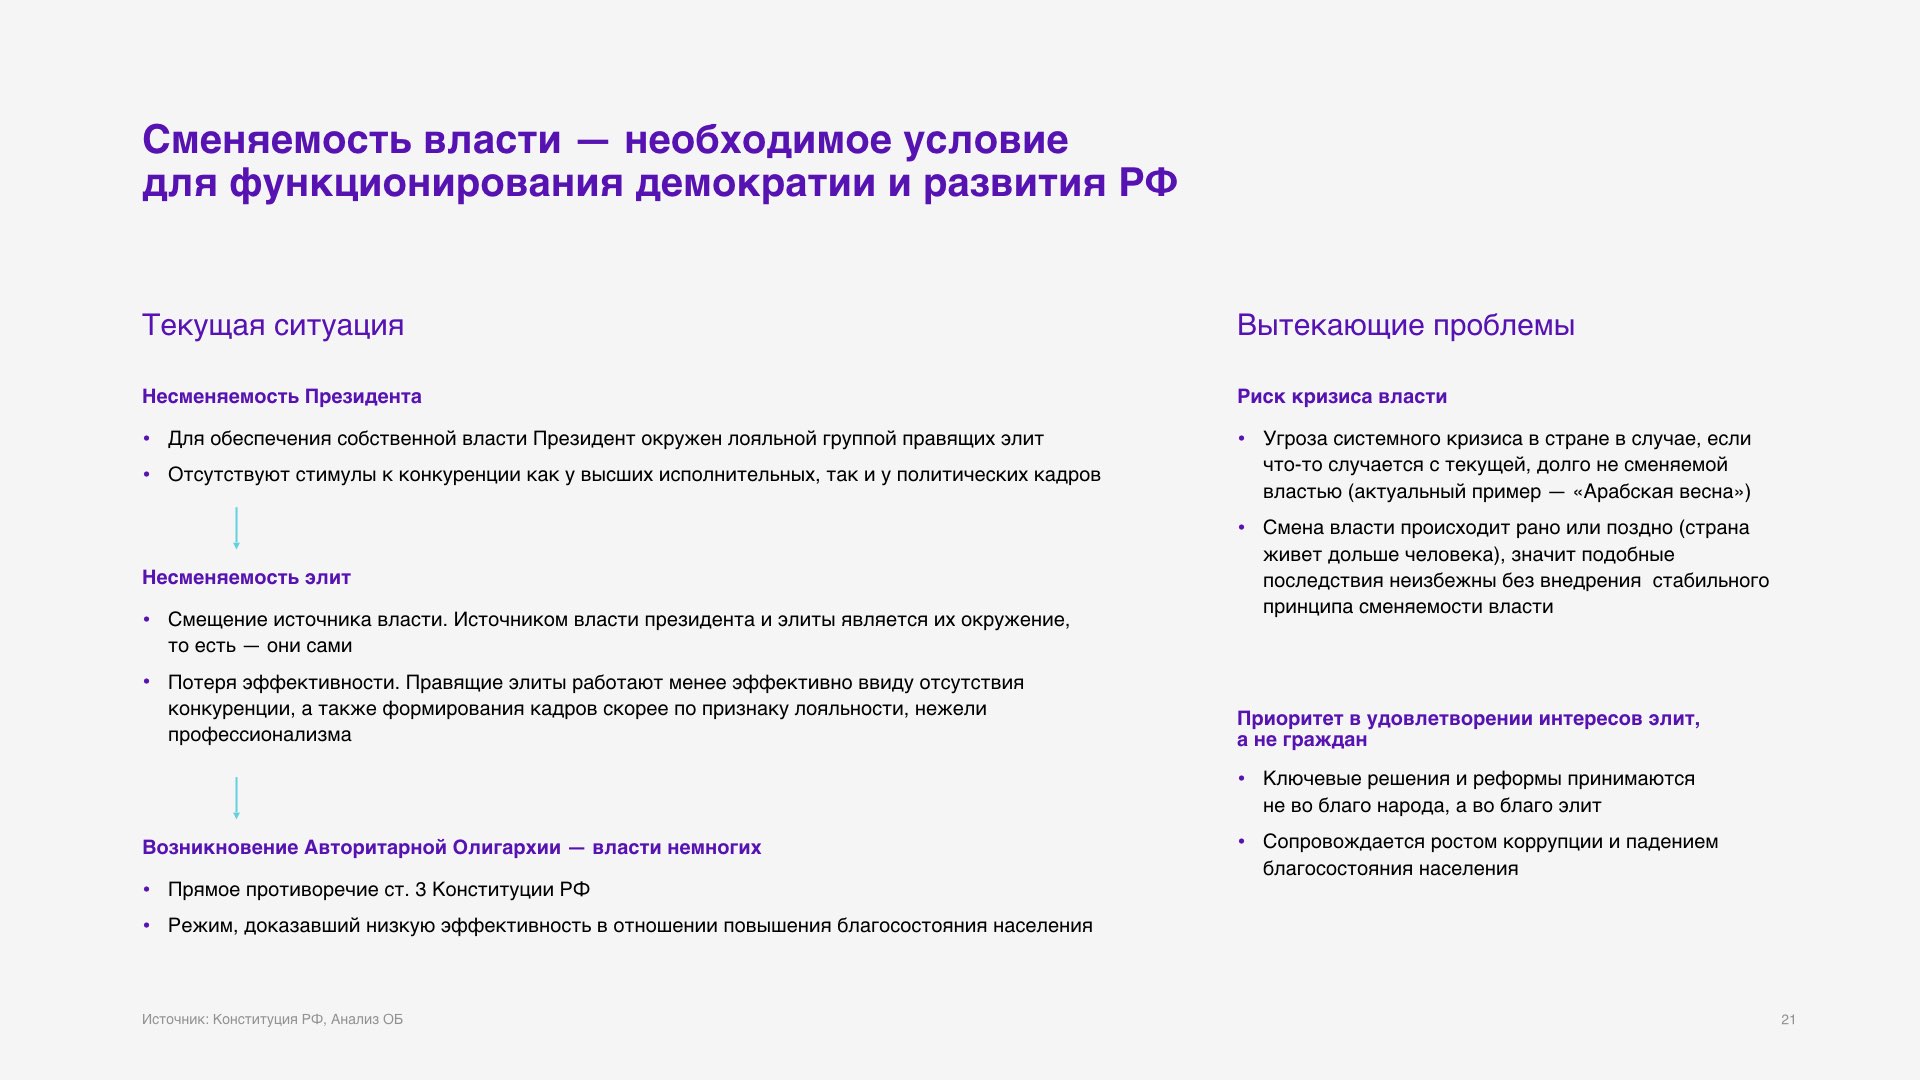 Сменяемость власти — необходимое условие
для функционирования демократии и развития РФ
Текущая ситуация
Несменяемость Президента
• Для обеспечения собственной власти Президент окружен лояльной группой правящих элит
• Отсутствуют стимулы к конкуренции как у высших исполнительных, так и у политических кадров
Несменяемость элит
• Смещение источника власти. Источником власти президента и элиты является их окружение,
то есть — они сами
• Потеря эффективности. Правящие элиты работают менее эффективно ввиду отсутствия
конкуренции, а также формирования кадров скорее по признаку лояльности, нежели
профессионализма
Возникновение Авторитарной Олигархии — власти немногих
• Прямое противоречие ст. 3 Конституции РФ
• Режим, доказавший низкую эффективность в отношении повышения благосостояния населения
Вытекающие проблемы
Риск кризиса власти
• Угроза системного кризиса в стране в случае, если
что-то случается с текущей, долго не сменяемой
властью (актуальный пример — «Арабская весна»)
• Смена власти происходит рано или поздно (страна
живет дольше человека), значит подобные
последствия неизбежны без внедрения  стабильного
принципа сменяемости власти
Приоритет в удовлетворении интересов элит,
а не граждан
• Ключевые решения и реформы принимаются
не во благо народа, а во благо элит
• Сопровождается ростом коррупции и падением
благосостояния населения
Источник: Конституция РФ, Анализ ОБ
21